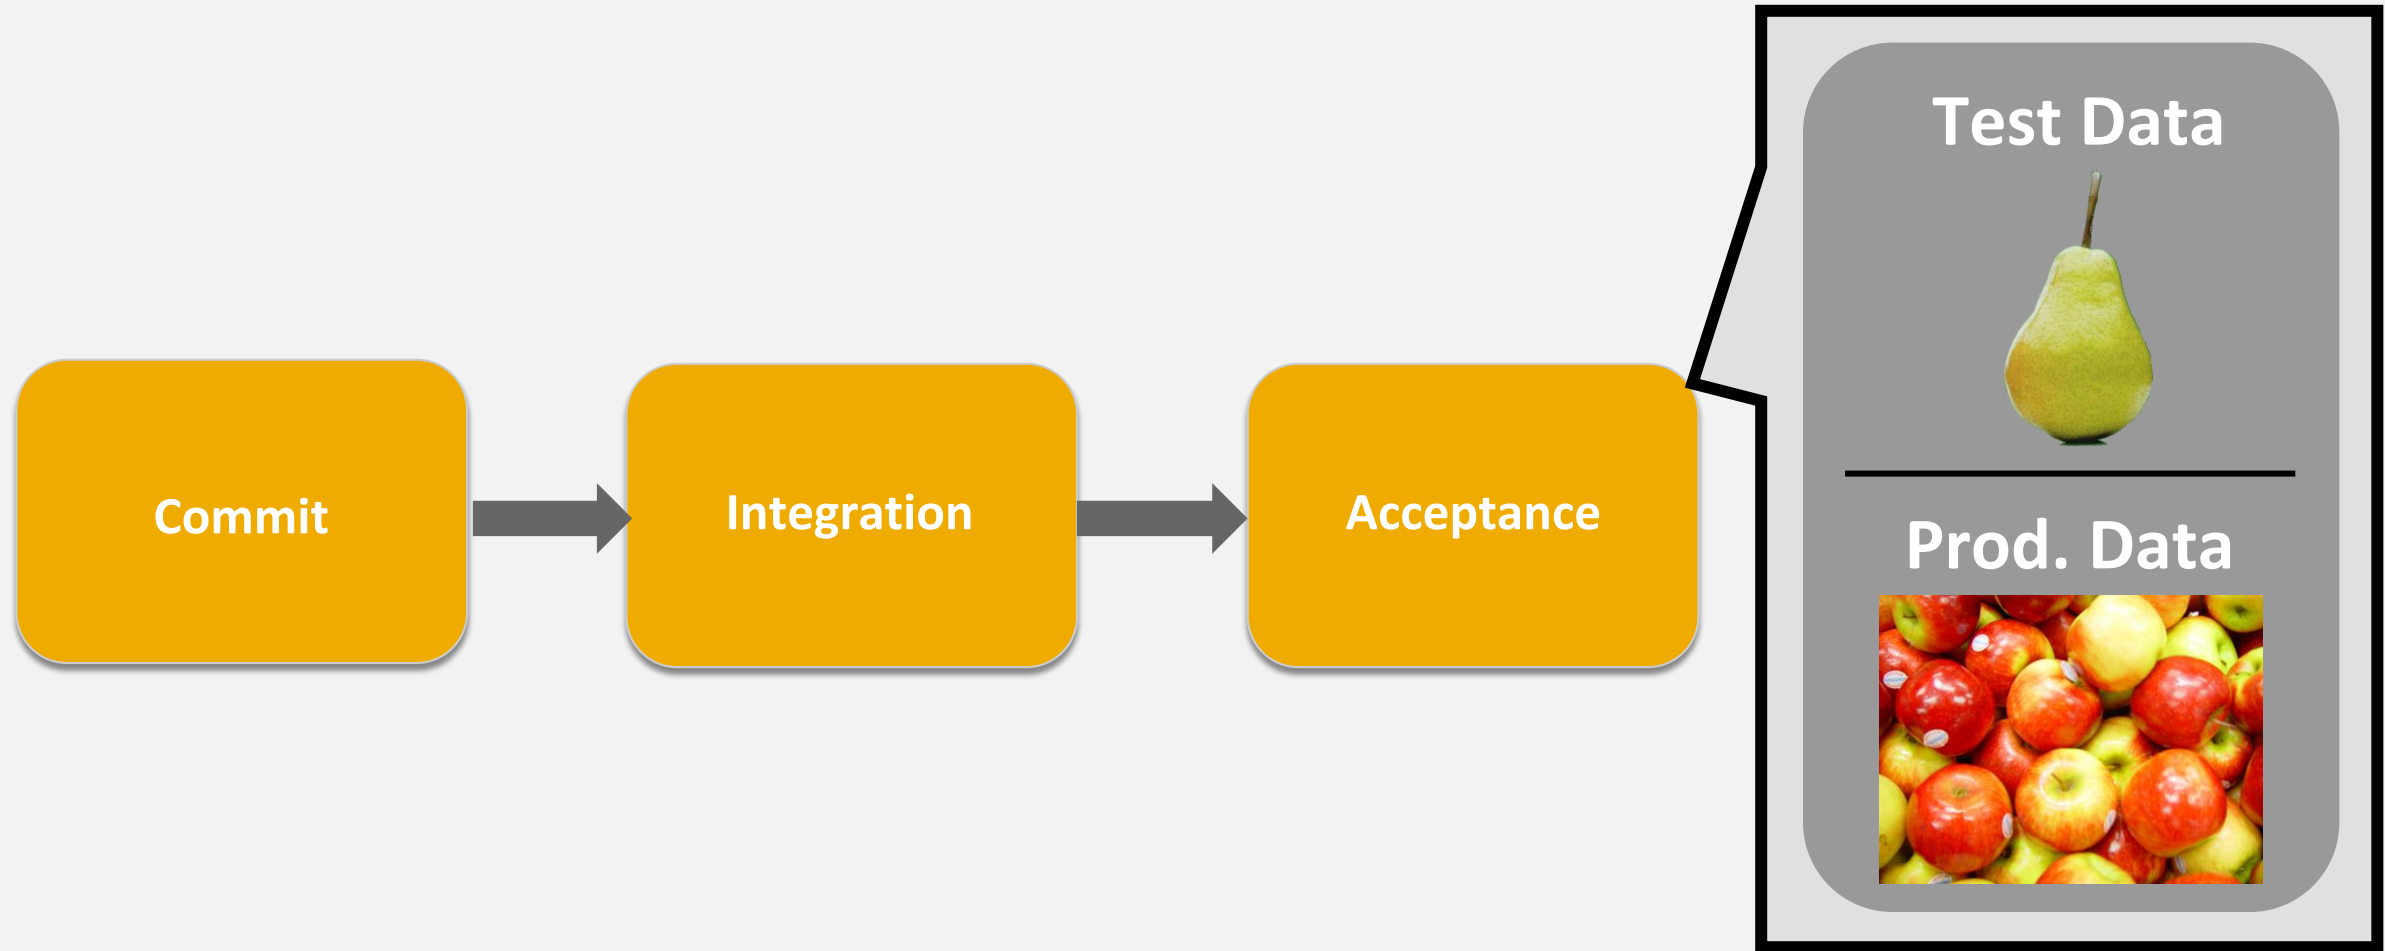 Commit
Integration
Acceptance
Test Data
Prod. Data